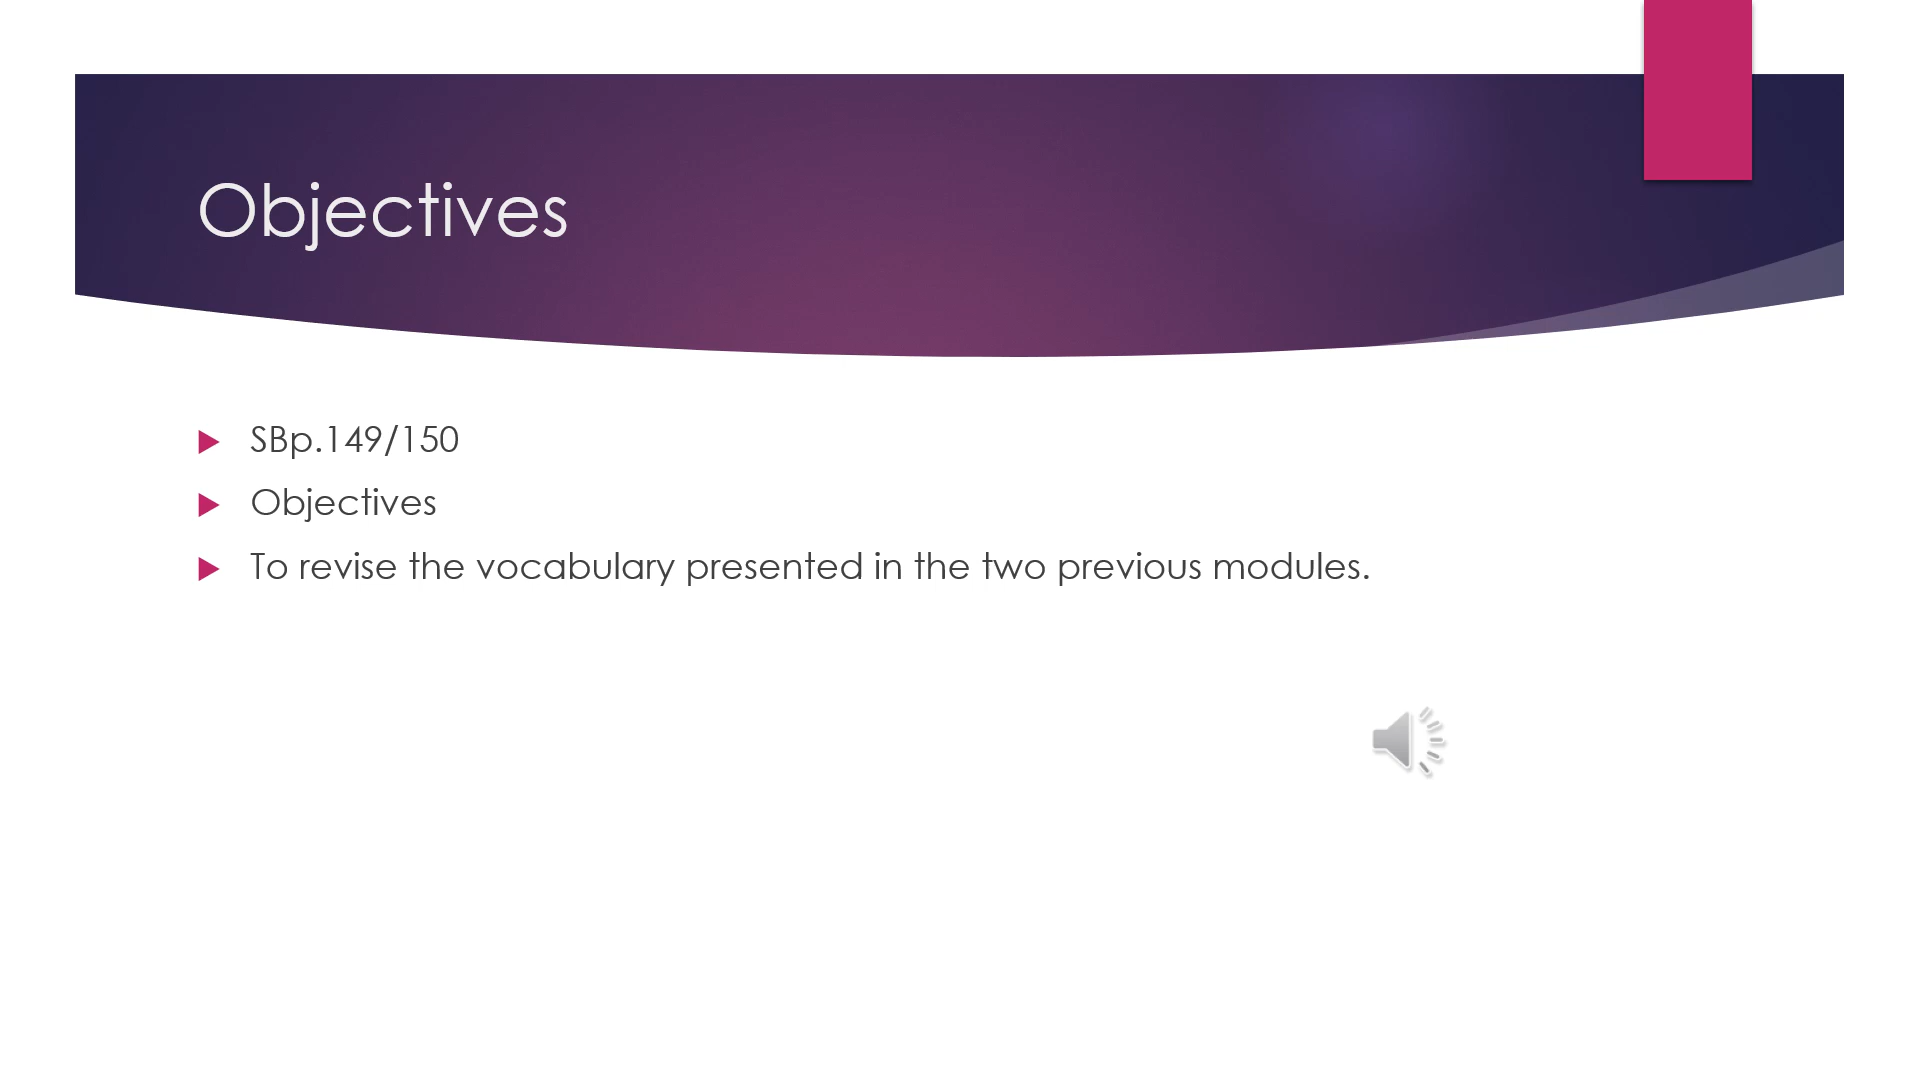 Objectives
SBp.149/150
Objectives
To revise the vocabulary presented in the two previous modules.